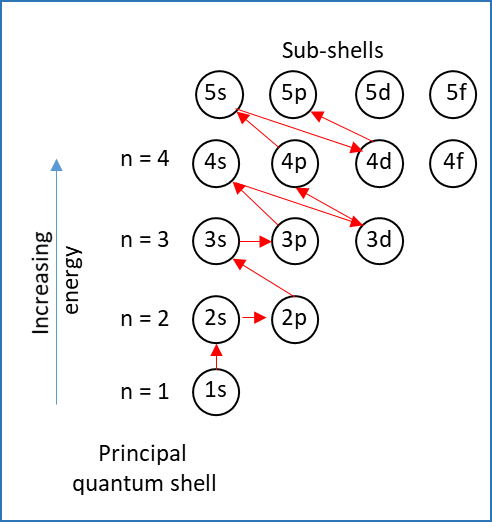 Sub-shells
5s 5p 5d 5f
n = 4 4s 4p 4d 4f
n = 3 3s 3p 3d
n = 2 2s 2p
n = 1 1s
Increasing
energy
Principal
quantum shell